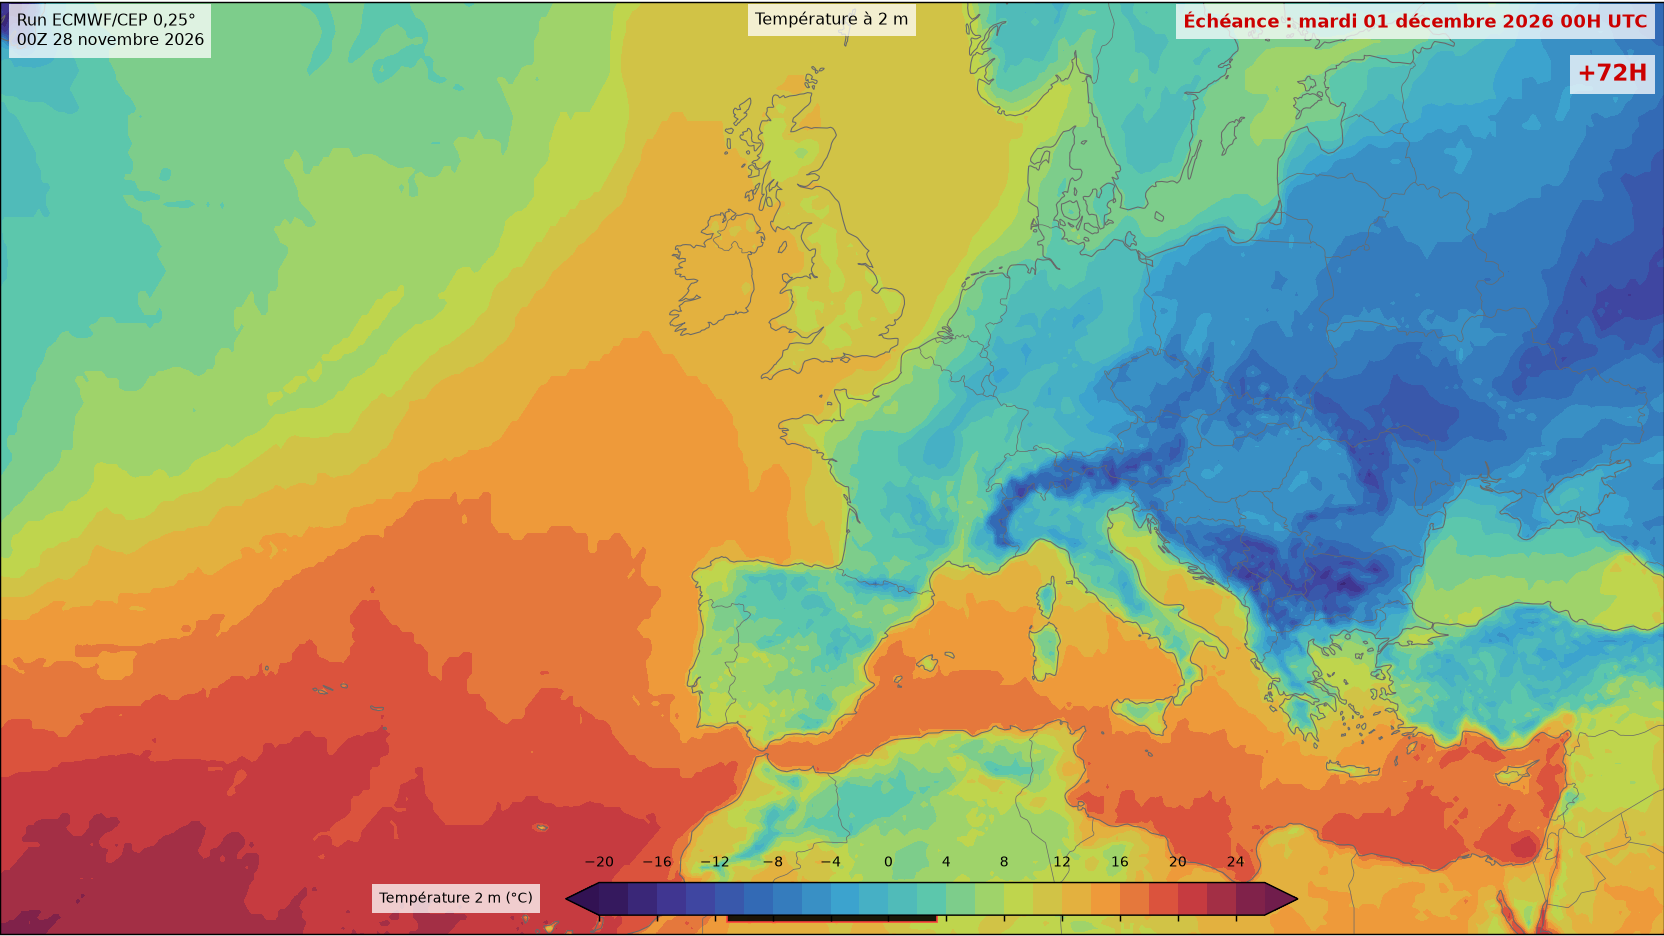 Run ECMWF/CEP 0,25°
00Z 28 novembre 2026
Température à 2 m
Échéance : mardi 01 décembre 2026 00H UTC
+72H
−20 −16 −12 −8 −4 0 4 8 12 16 20 24
Température 2 m (°C)